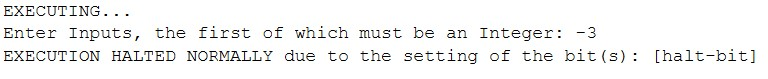 EXECUTING...
Enter Inputs, the first of which must be an Integer: -3
EXECUTION HALTED NORMALLY due to the setting of the bit(s): [halt-bit]